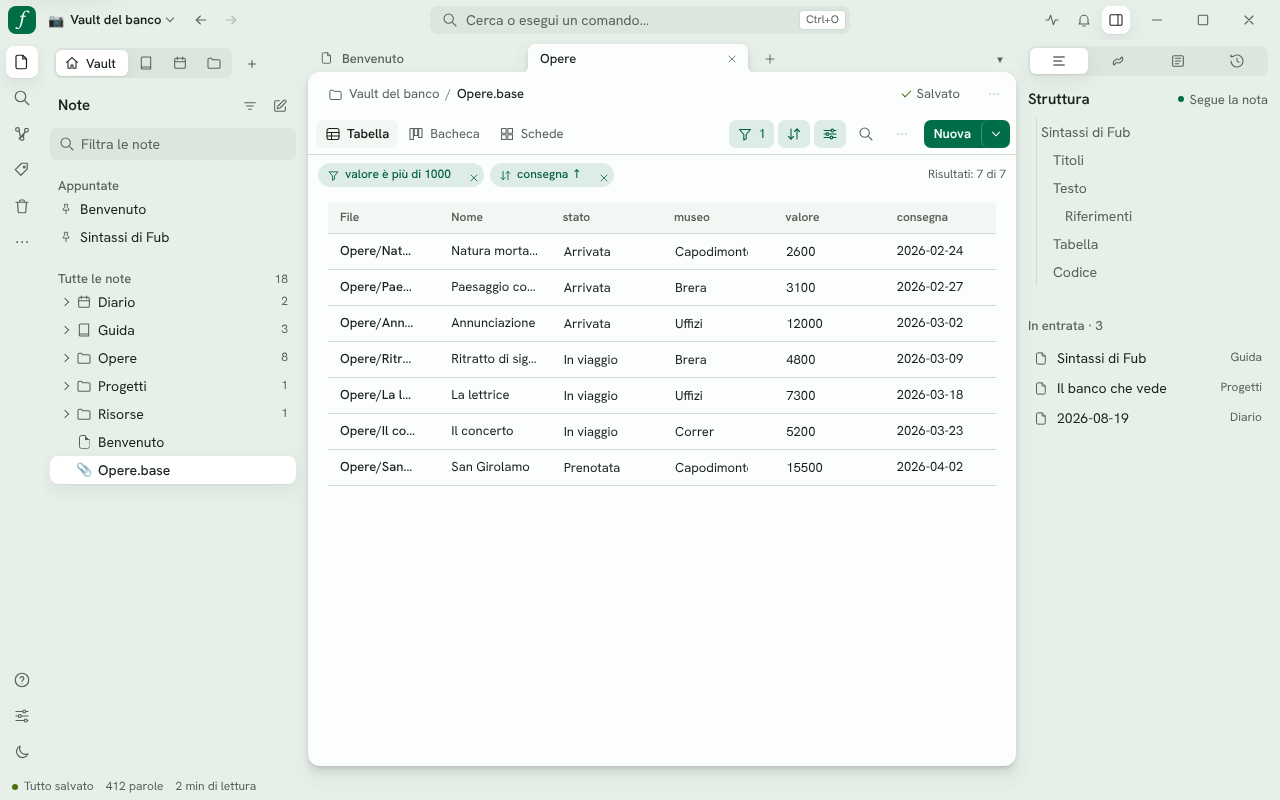 f Vault del banco
Cerca o esegui un comando... Ctrl+O
Vault
Note
Filtra le note
Appuntate
Benvenuto
Sintassi di Fub
Tutte le note 18
Diario 2
Guida 3
Opere 8
Progetti 1
Risorse 1
Benvenuto
Opere.base
Benvenuto
Opere
Vault del banco / Opere.base
Salvato
Tabella Bacheca Schede
1
Nuova
valore è più di 1000
consegna ↑
Risultati: 7 di 7
File Nome stato museo valore consegna
Opere/Nat... Natura morta... Arrivata Capodimont 2600 2026-02-24
Opere/Pae... Paesaggio co... Arrivata Brera 3100 2026-02-27
Opere/Ann... Annunciazione Arrivata Uffizi 12000 2026-03-02
Opere/Ritr... Ritratto di sig... In viaggio Brera 4800 2026-03-09
Opere/La l... La lettrice In viaggio Uffizi 7300 2026-03-18
Opere/Il co... Il concerto In viaggio Correr 5200 2026-03-23
Opere/San... San Girolamo Prenotata Capodimont 15500 2026-04-02
Struttura
Segue la nota
Sintassi di Fub
Titoli
Testo
Riferimenti
Tabella
Codice
In entrata · 3
Sintassi di Fub Guida
Il banco che vede Progetti
2026-08-19 Diario
Tutto salvato 412 parole 2 min di lettura